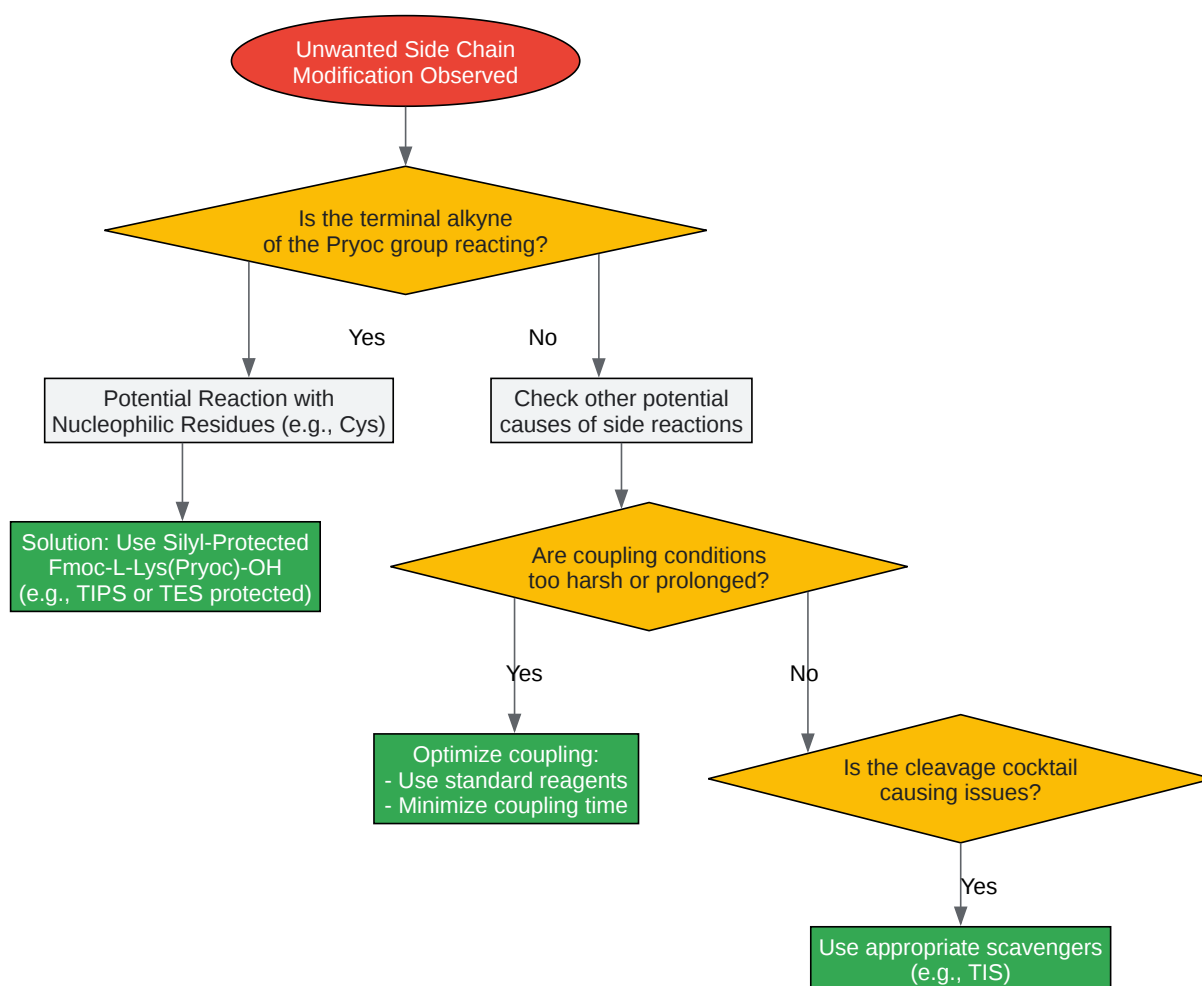 Unwanted Side Chain
Modification Observed
Is the terminal alkyne
of the Pryoc group reacting?
Yes
No
Potential Reaction with
Nucleophilic Residues (e.g., Cys)
Check other potential
causes of side reactions
Solution: Use Silyl-Protected
Fmoc-L-Lys(Pryoc)-OH
(e.g., TIPS or TES protected)
Are coupling conditions
too harsh or prolonged?
Yes
No
Optimize coupling:
- Use standard reagents
- Minimize coupling time
Is the cleavage cocktail
causing issues?
Yes
Use appropriate scavengers
(e.g., TIS)